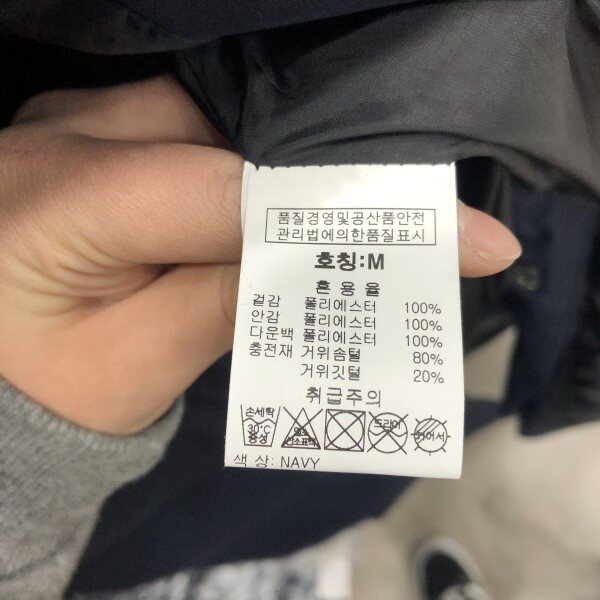 품질경영및공산품안전
관리법에의한품질표시
호칭:M
혼 용 율
겉감 폴리에스터 100%
안감 폴리에스터 100%
다운백 폴리에스터 100%
충전재 거위솜털 80%
거위깃털 20%
취급주의
손세탁
30°C
중성
염소표백
드라이
색 상: NAVY